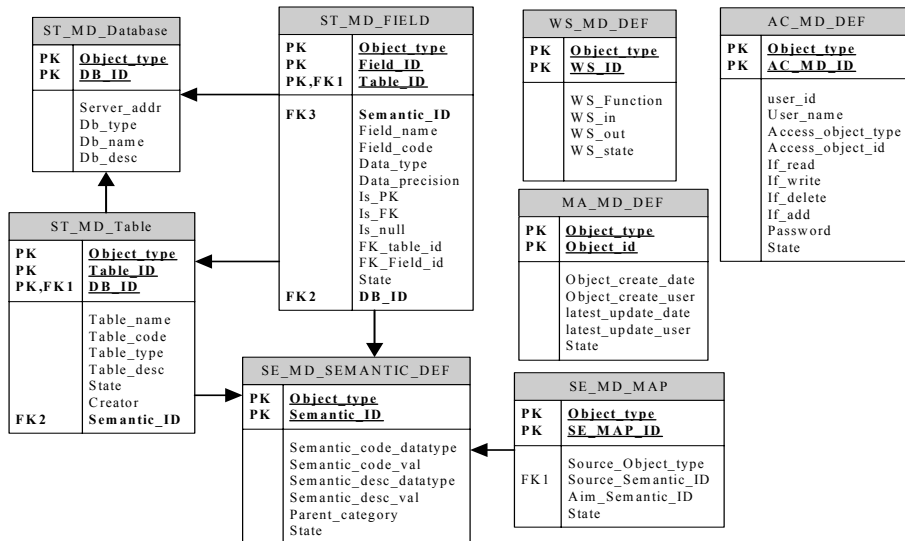 ST_MD_Database
PK Object_type
PK DB_ID
Server_addr
Db_type
Db_name
Db_desc
ST_MD_FIELD
PK Object_type
PK Field_ID
PK,FK1 Table_ID
FK3 Semantic_ID
Field_name
Field_code
Data_type
Data_precision
Is_PK
Is_FK
Is_null
FK_table_id
FK_Field_id
State
FK2 DB_ID
WS_MD_DEF
PK Object_type
PK WS_ID
WS_Function
WS_in
WS_out
WS_state
AC_MD_DEF
PK Object_type
PK AC_MD_ID
user_id
User_name
Access_object_type
Access_object_id
If_read
If_write
If_delete
If_add
Password
State
ST_MD_Table
PK Object_type
PK Table_ID
PK,FK1 DB_ID
Table_name
Table_code
Table_type
Table_desc
State
Creator
FK2 Semantic_ID
MA_MD_DEF
PK Object_type
PK Object_id
Object_create_date
Object_create_user
latest_update_date
latest_update_user
State
SE_MD_SEMANTIC_DEF
PK Object_type
PK Semantic_ID
Semantic_code_datatype
Semantic_code_val
Semantic_desc_datatype
Semantic_desc_val
Parent_category
State
SE_MD_MAP
PK Object_type
PK SE_MAP_ID
Source_Object_type
FK1 Source_Semantic_ID
Aim_Semantic_ID
State